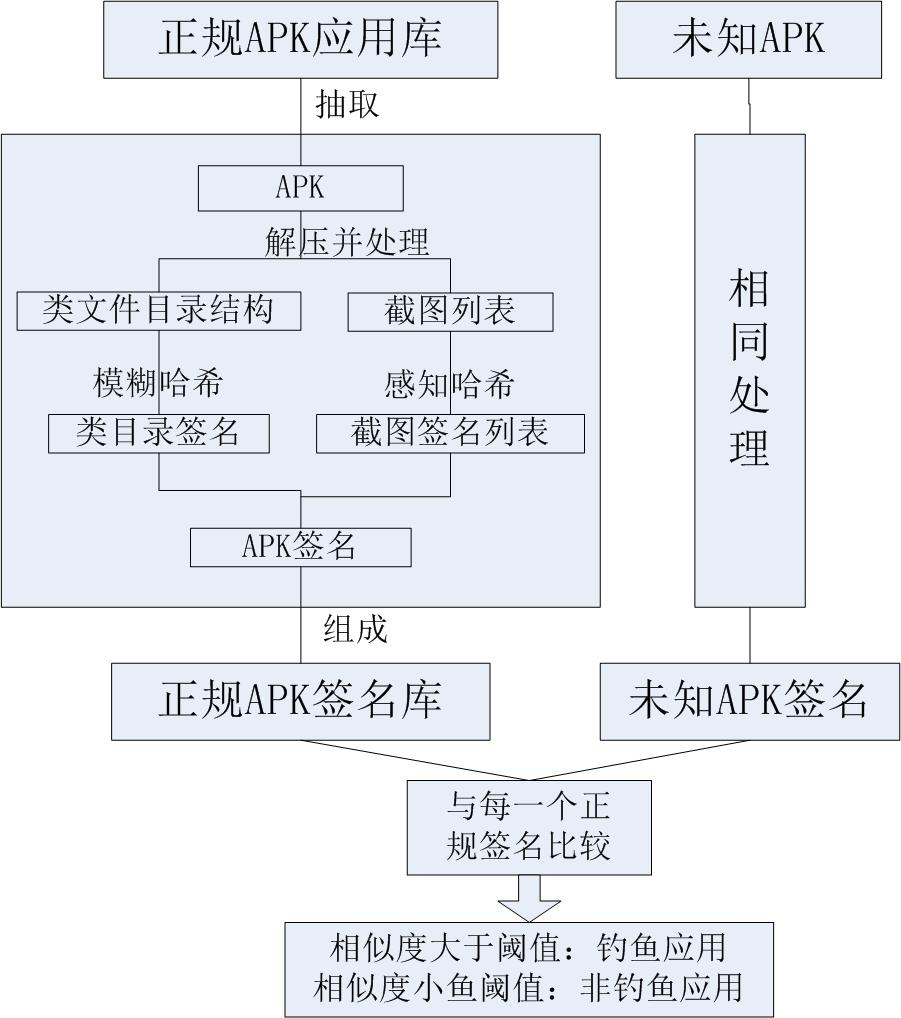 正规APK应用库
未知APK
抽取
APK
解压并处理
类文件目录结构
截图列表
模糊哈希
感知哈希
类目录签名
截图签名列表
APK签名
相
同
处
理
组成
正规APK签名库
未知APK签名
与每一个正
规签名比较
相似度大于阈值：钓鱼应用
相似度小鱼阈值：非钓鱼应用